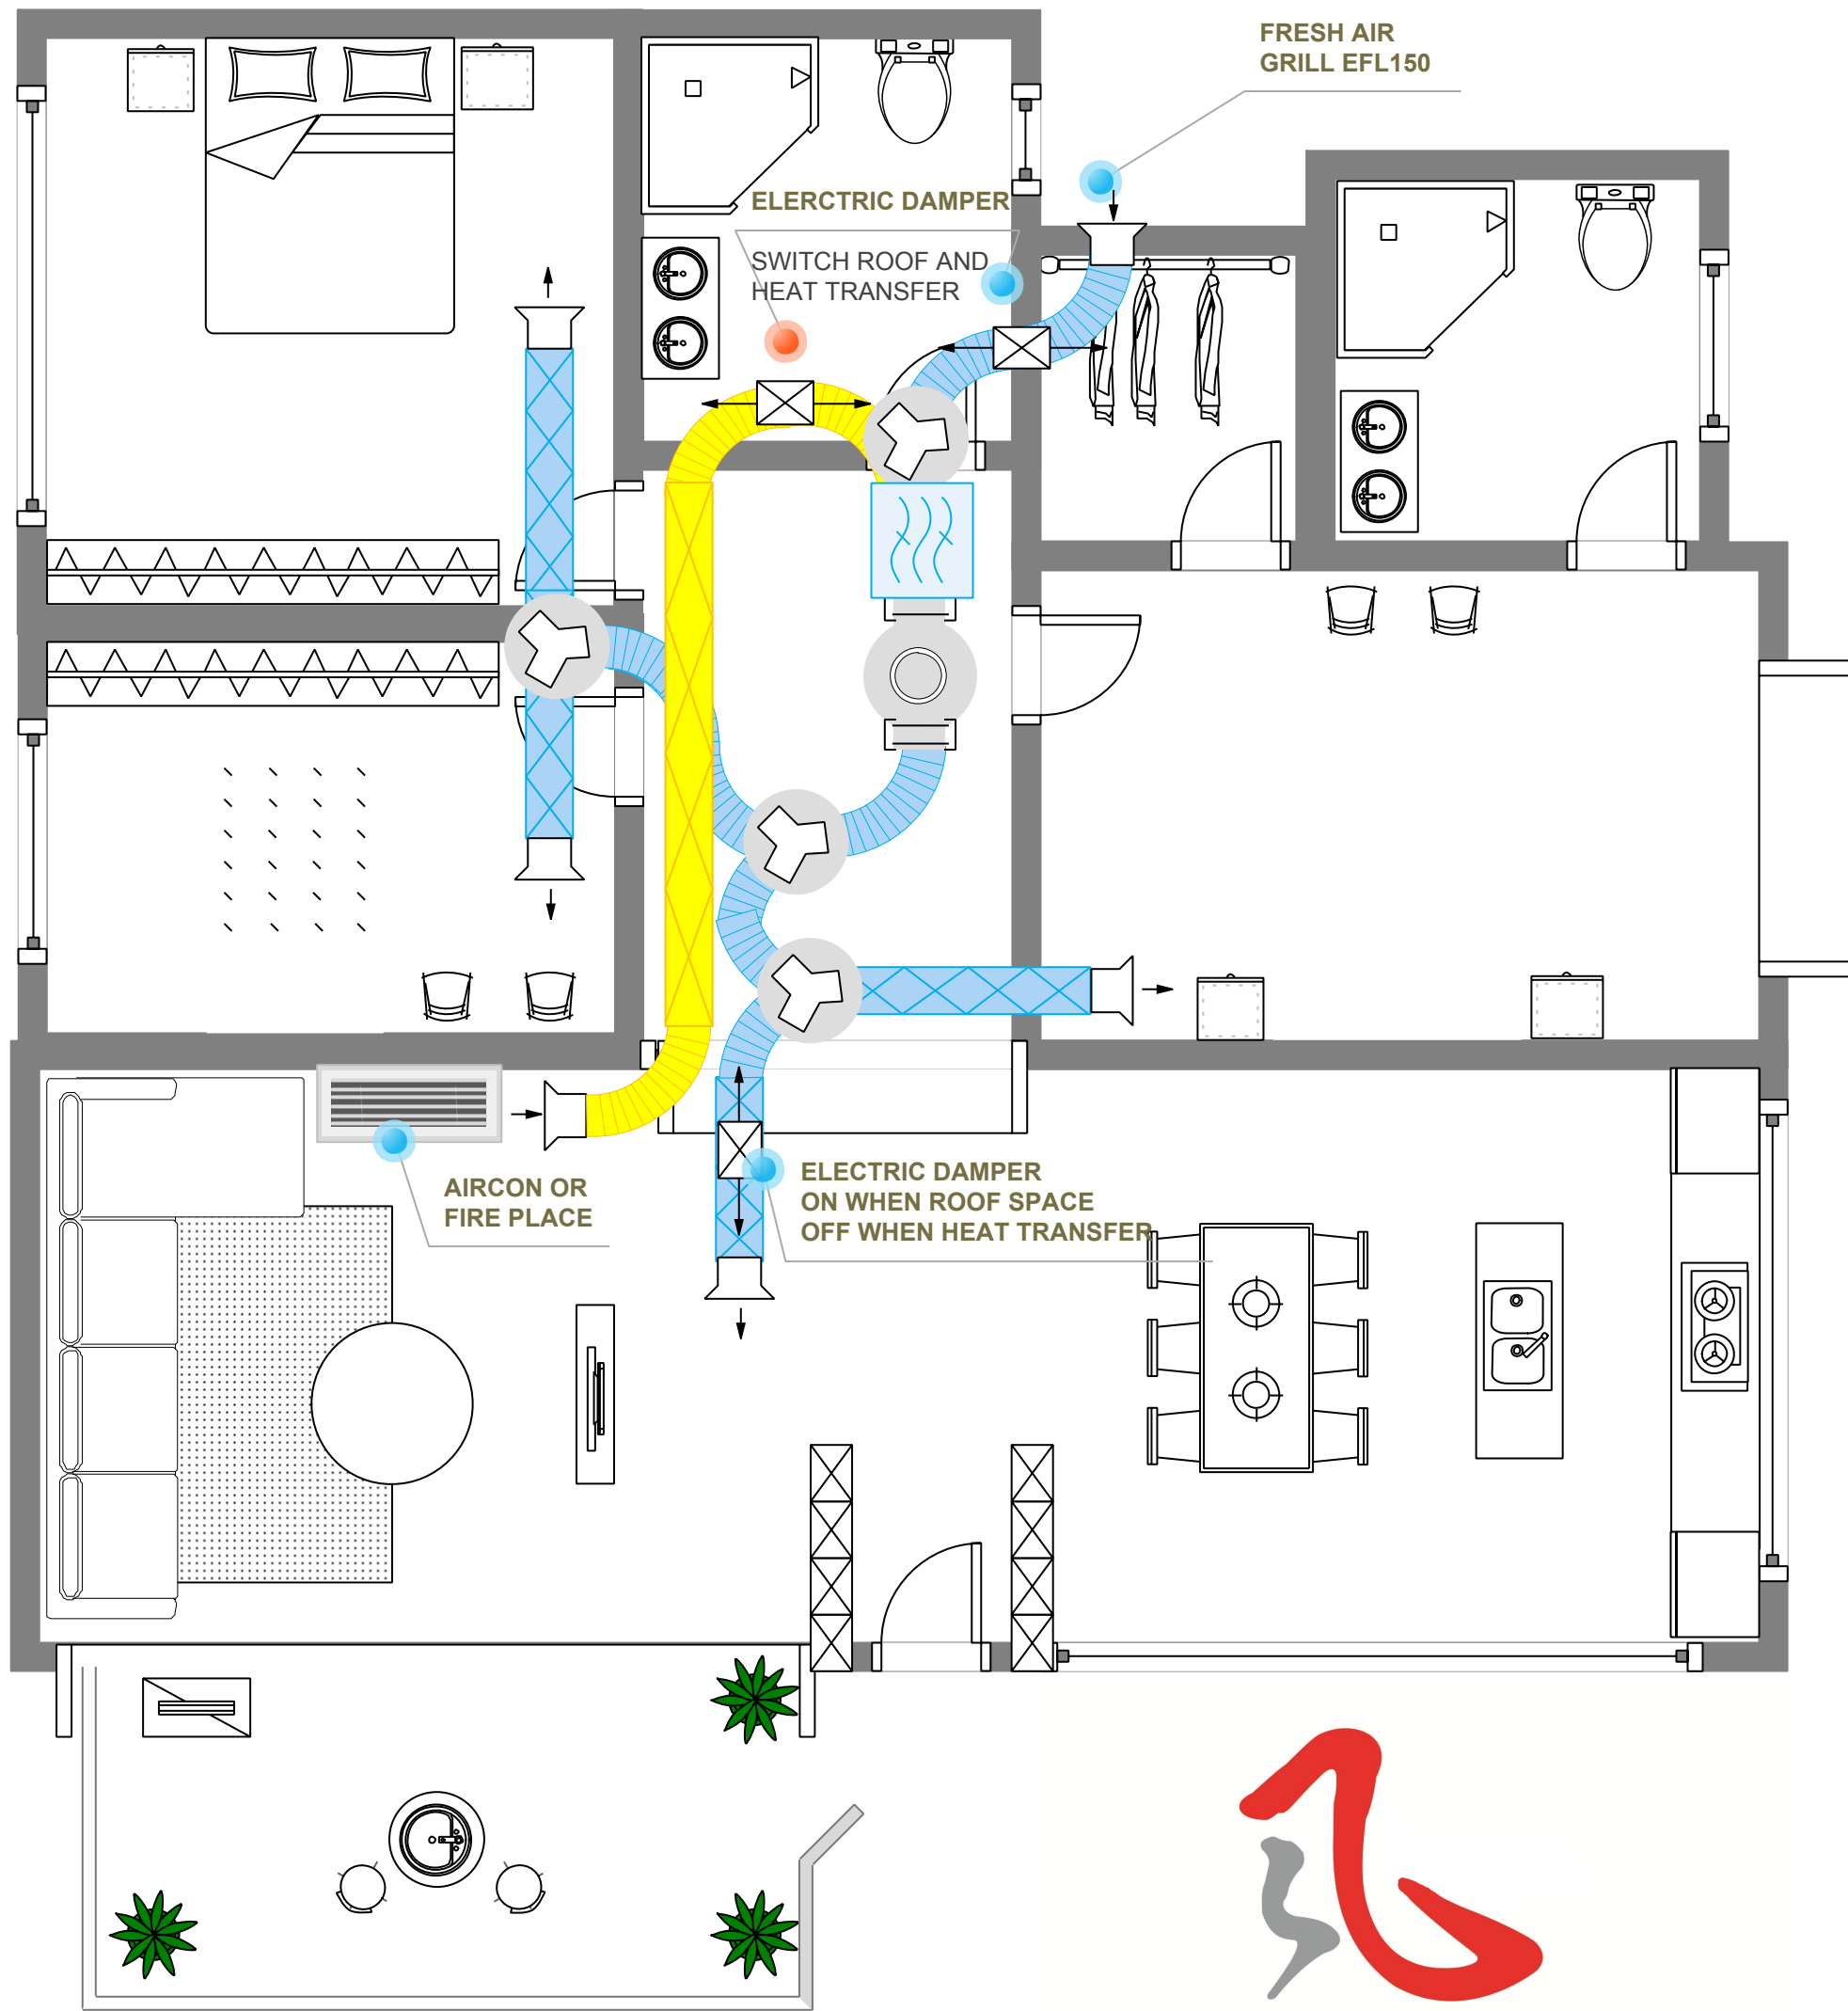 FRESH AIR
GRILL EFL150
ELERCTRIC DAMPER
SWITCH ROOF AND
HEAT TRANSFER
AIRCON OR
FIRE PLACE
ELECTRIC DAMPER
ON WHEN ROOF SPACE
OFF WHEN HEAT TRANSFER